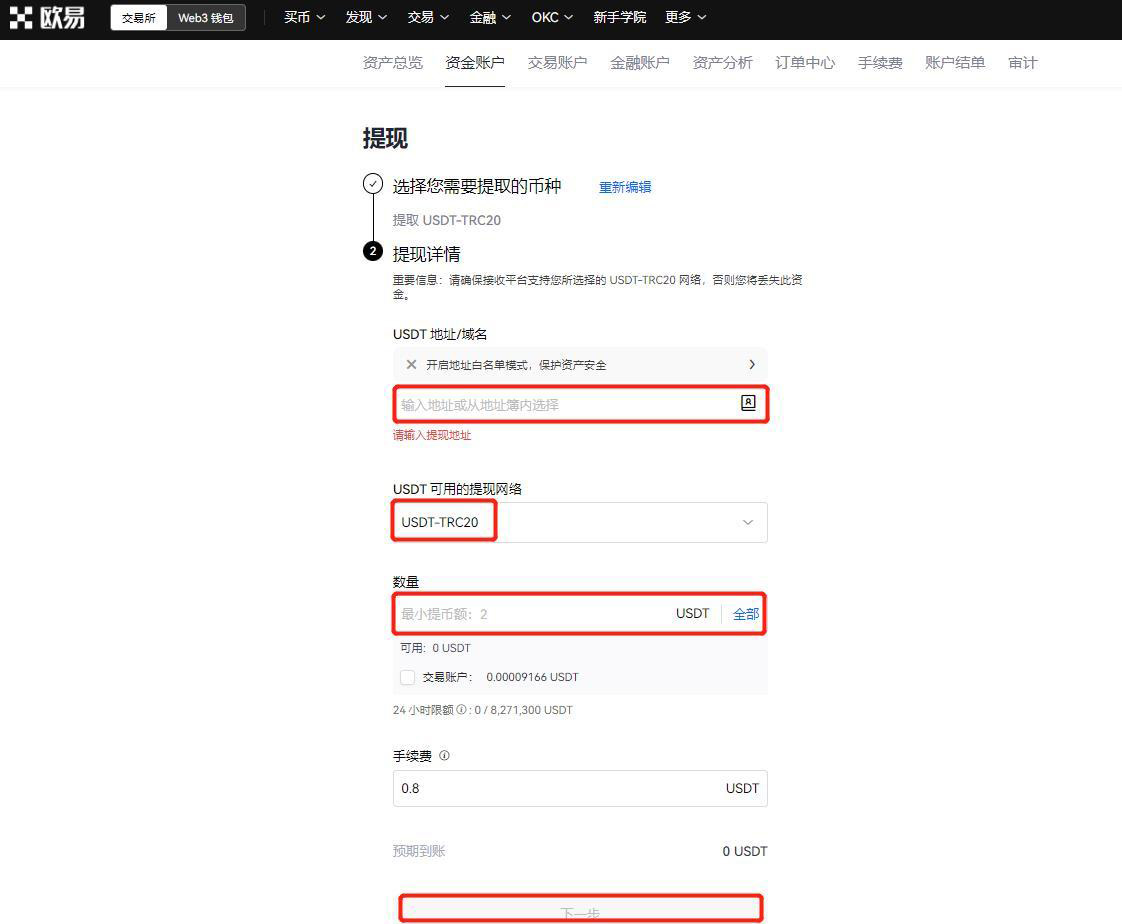 欧易 交易所 Web3 钱包 买币 发现 交易 金融 OKC 新手学院 更多
资产总览 资金账户 交易账户 金融账户 资产分析 订单中心 手续费 账户结单 审计
提现
选择您需要提取的币种 重新编辑
提取 USDT-TRC20
2 提现详情
重要信息：请确保接收平台支持您所选择的 USDT-TRC20 网络，否则您将丢失此资
金。
USDT 地址/域名
开启地址白名单模式，保护资产安全
输入地址或从地址簿内选择
请输入提现地址
USDT 可用的提现网络
USDT-TRC20
数量
最小提币额：2 USDT 全部
可用：0 USDT
交易账户： 0.00009166 USDT
24 小时限额 : 0 / 8,271,300 USDT
手续费
0.8 USDT
预期到账 0 USDT
下一步